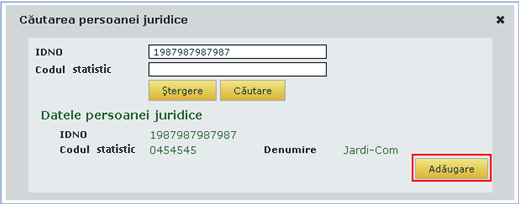 Căutarea persoanei juridice
IDNO 1987987987987
Codul statistic
Ștergere Căutare
Datele persoanei juridice
IDNO 1987987987987
Codul statistic 0454545 Denumire Jardi-Com
Adăugare